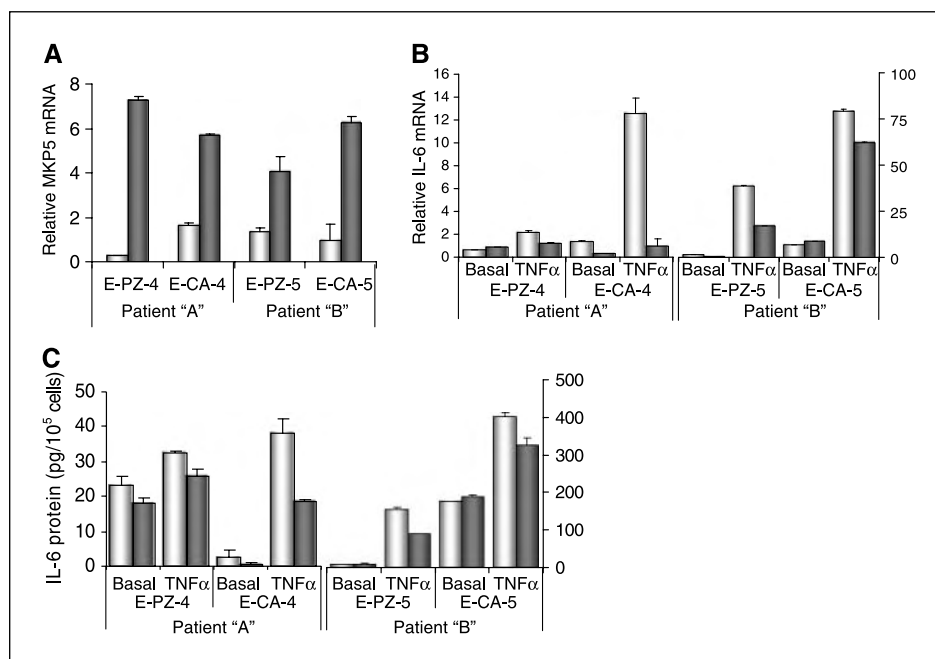 A
Relative MKP5 mRNA
8
6
4
2
0
E-PZ-4 E-CA-4 E-PZ-5 E-CA-5
Patient "A" Patient "B"
B
Relative IL-6 mRNA
16
14
12
10
8
6
4
2
0
100
75
50
25
0
Basal TNFα Basal TNFα Basal TNFα Basal TNFα
E-PZ-4 E-CA-4 E-PZ-5 E-CA-5
Patient "A" Patient "B"
C
IL-6 protein (pg/10⁵ cells)
50
40
30
20
10
0
500
400
300
200
100
0
Basal TNFα Basal TNFα Basal TNFα Basal TNFα
E-PZ-4 E-CA-4 E-PZ-5 E-CA-5
Patient "A" Patient "B"